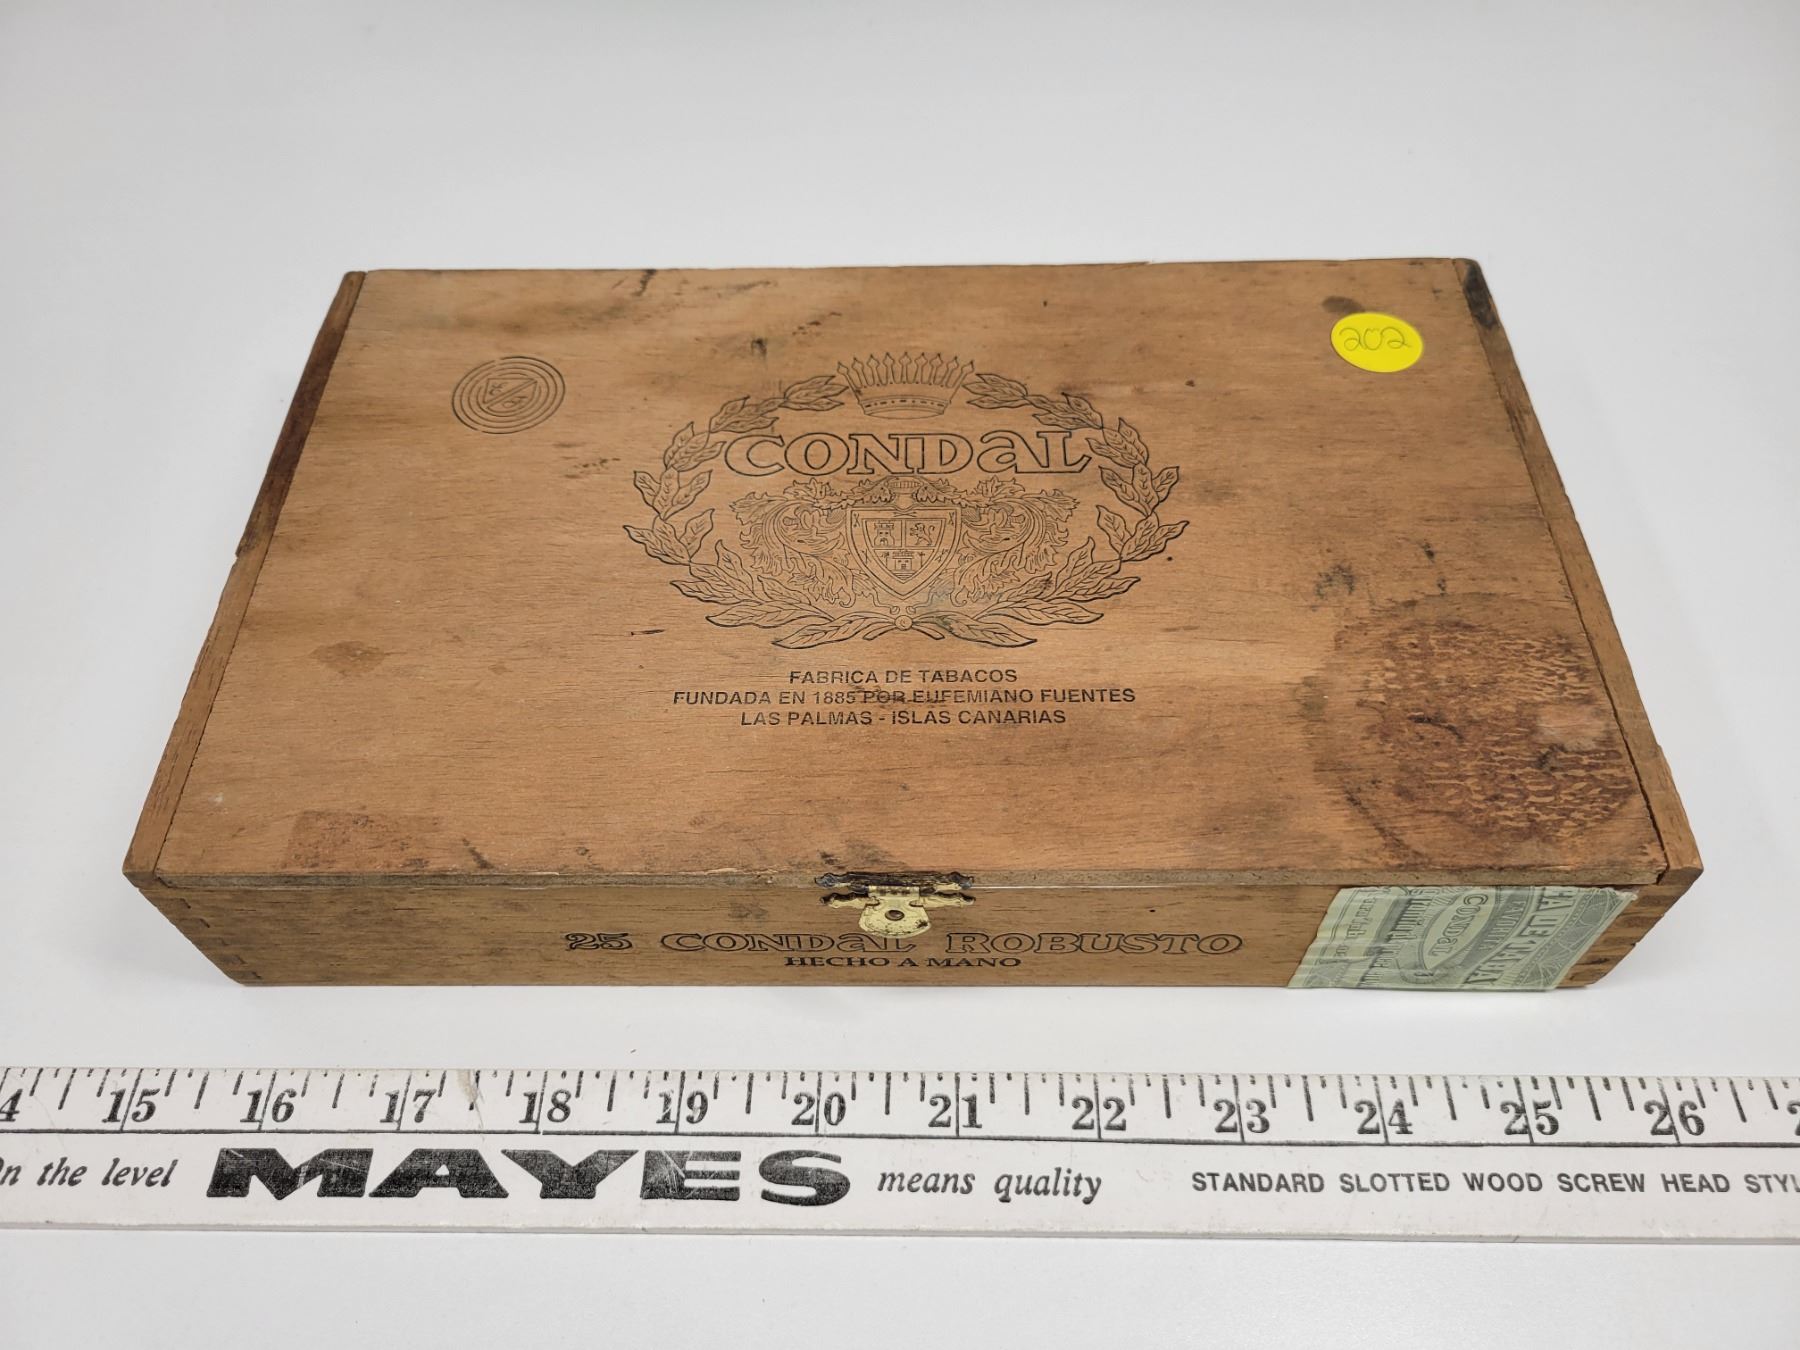 202
CONDAL
FABRICA DE TABACOS
FUNDADA EN 1885 POR EUFEMIANO FUENTES
LAS PALMAS - ISLAS CANARIAS
25 CONDAL ROBUSTO
HECHO A MANO
CONDAL
4 15 16 17 18 19 20 21 22 23 24 25 26 2
on the level MAYES means quality STANDARD SLOTTED WOOD SCREW HEAD STYL